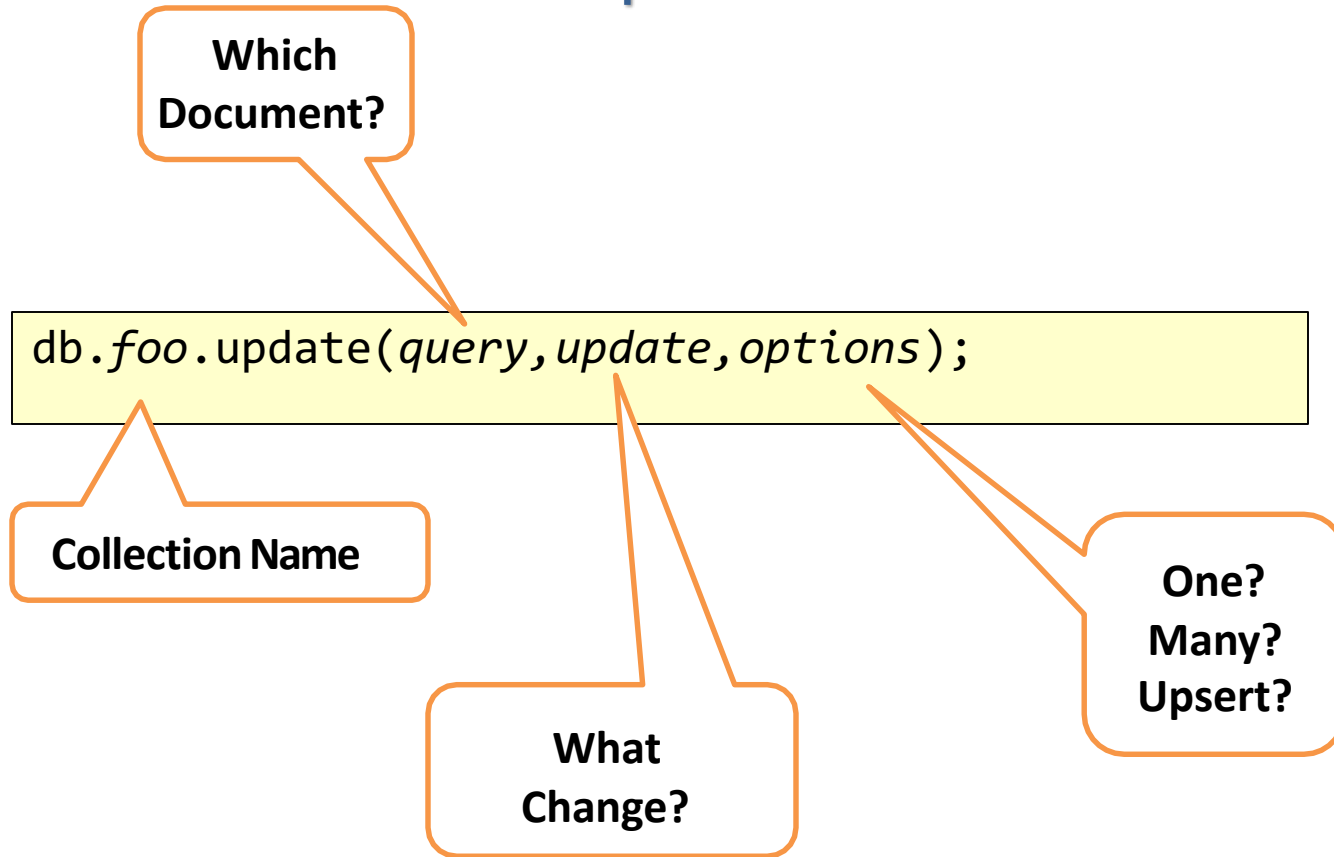 Which
Document?
db.foo.update(query,update,options);
Collection Name
One?
Many?
Upsert?
What
Change?